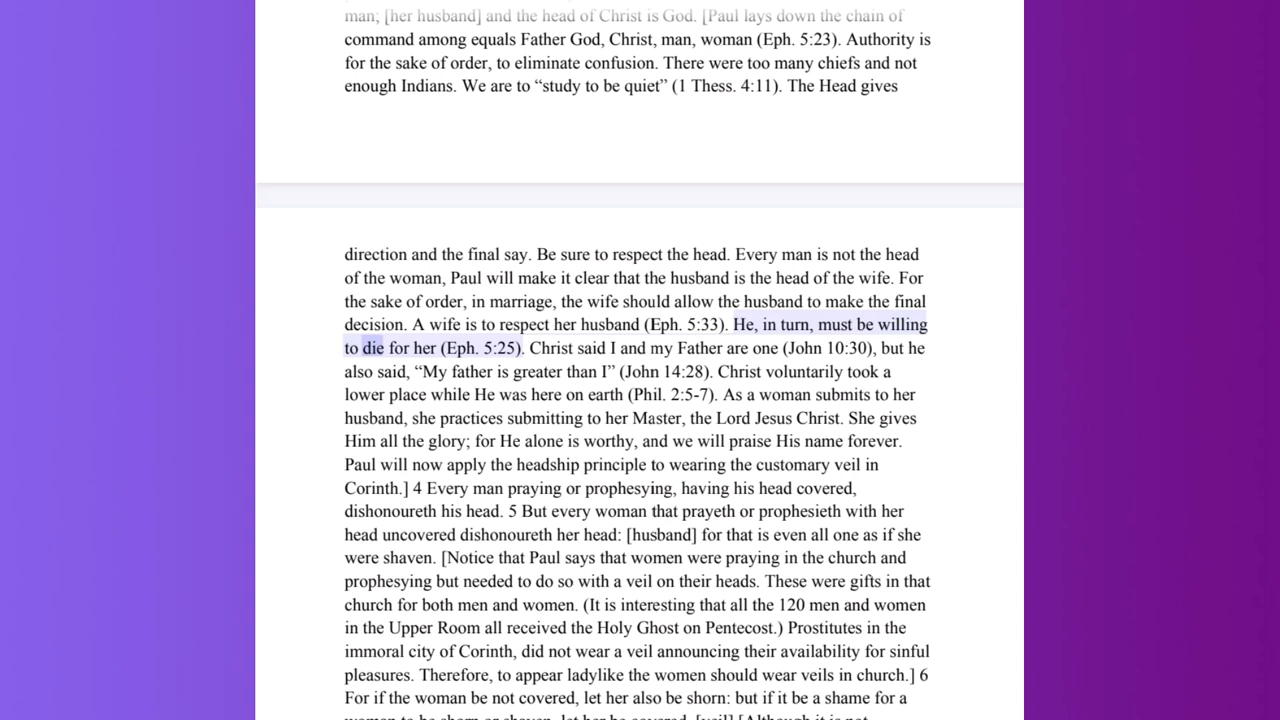 man; [her husband] and the head of Christ is God. [Paul lays down the chain of
command among equals Father God, Christ, man, woman (Eph. 5:23). Authority is
for the sake of order, to eliminate confusion. There were too many chiefs and not
enough Indians. We are to “study to be quiet” (1 Thess. 4:11). The Head gives
direction and the final say. Be sure to respect the head. Every man is not the head
of the woman, Paul will make it clear that the husband is the head of the wife. For
the sake of order, in marriage, the wife should allow the husband to make the final
decision. A wife is to respect her husband (Eph. 5:33). He, in turn, must be willing
to die for her (Eph. 5:25). Christ said I and my Father are one (John 10:30), but he
also said, “My father is greater than I” (John 14:28). Christ voluntarily took a
lower place while He was here on earth (Phil. 2:5-7). As a woman submits to her
husband, she practices submitting to her Master, the Lord Jesus Christ. She gives
Him all the glory; for He alone is worthy, and we will praise His name forever.
Paul will now apply the headship principle to wearing the customary veil in
Corinth.] 4 Every man praying or prophesying, having his head covered,
dishonoureth his head. 5 But every woman that prayeth or prophesieth with her
head uncovered dishonoureth her head: [husband] for that is even all one as if she
were shaven. [Notice that Paul says that women were praying in the church and
prophesying but needed to do so with a veil on their heads. These were gifts in that
church for both men and women. (It is interesting that all the 120 men and women
in the Upper Room all received the Holy Ghost on Pentecost.) Prostitutes in the
immoral city of Corinth, did not wear a veil announcing their availability for sinful
pleasures. Therefore, to appear ladylike the women should wear veils in church.] 6
For if the woman be not covered, let her also be shorn: but if it be a shame for a
woman to be shorn or shaven, let her be covered. [veil] [Although it is not